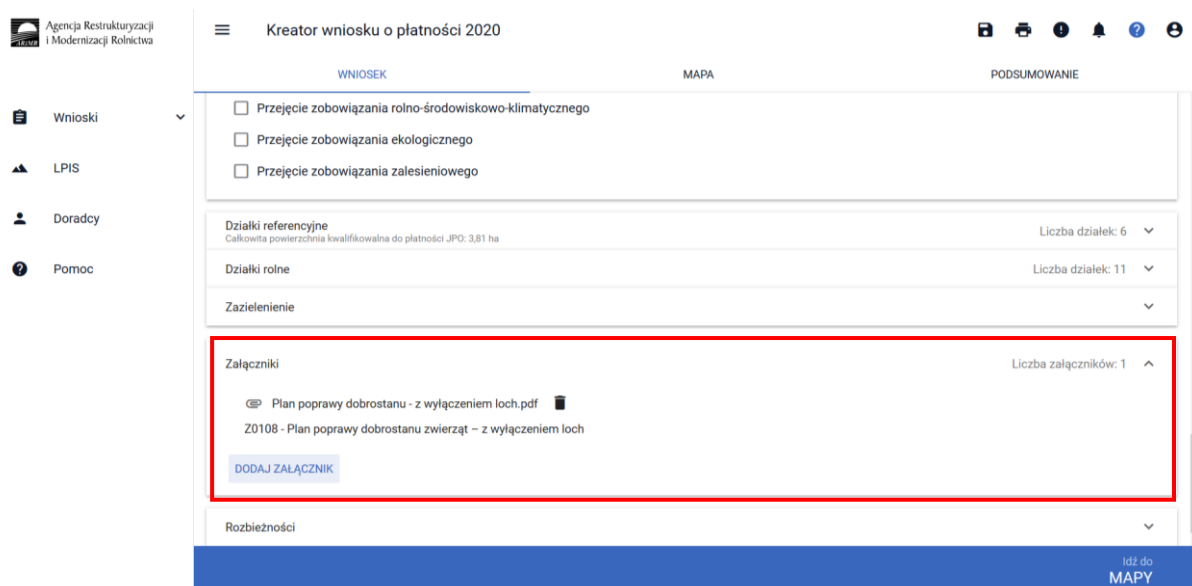 Agencja Restrukturyzacji
i Modernizacji Rolnictwa
ARiMR
Kreator wniosku o płatności 2020
WNIOSEK
MAPA
PODSUMOWANIE
Wnioski
LPIS
Doradcy
Pomoc
Przejęcie zobowiązania rolno-środowiskowo-klimatycznego
Przejęcie zobowiązania ekologicznego
Przejęcie zobowiązania zalesieniowego
Działki referencyjne
Całkowita powierzchnia kwalifikowalna do płatności JPO: 3,81 ha
Liczba działek: 6
Działki rolne
Liczba działek: 11
Zazielenienie
Załączniki
Liczba załączników: 1
Plan poprawy dobrostanu - z wyłączeniem loch.pdf
Z0108 - Plan poprawy dobrostanu zwierząt – z wyłączeniem loch
DODAJ ZAŁĄCZNIK
Rozbieżności
Idź do
MAPY